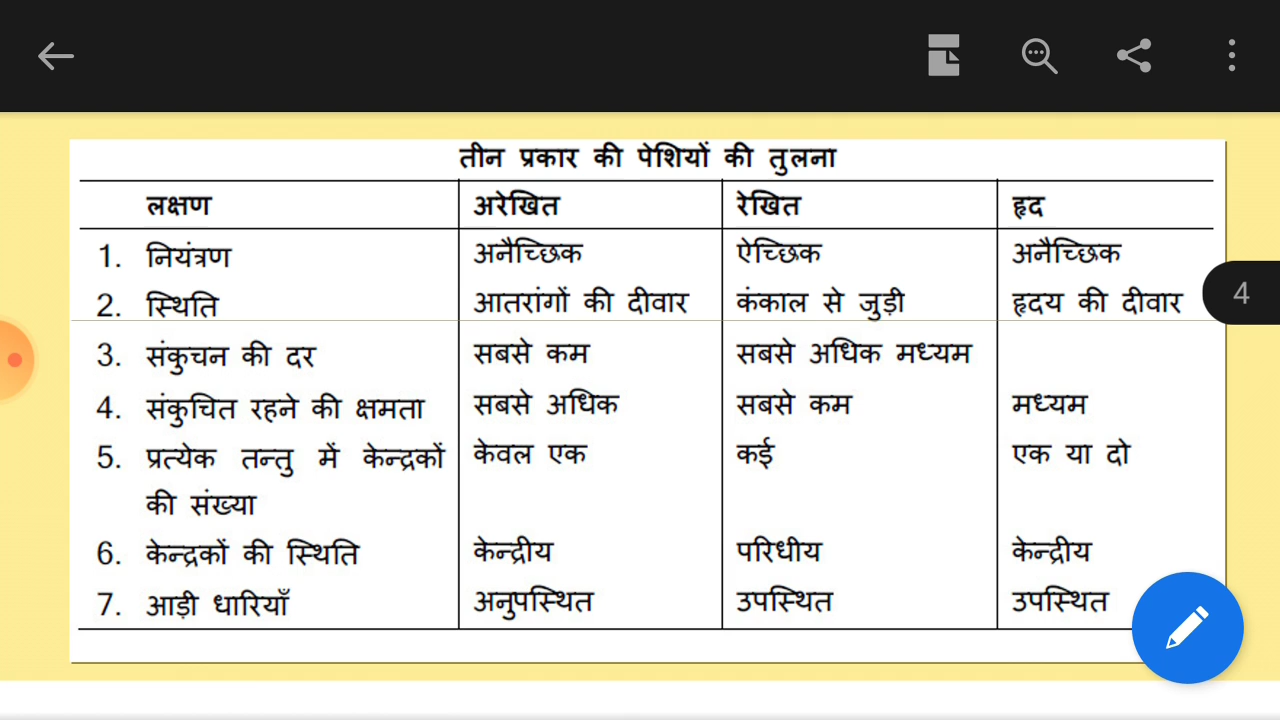 तीन प्रकार की पेशियों की तुलना
लक्षण अरेखित रेखित हृद
1. नियंत्रण अनैच्छिक ऐच्छिक अनैच्छिक
2. स्थिति आतरांगों की दीवार कंकाल से जुड़ी हृदय की दीवार
4
3. संकुचन की दर सबसे कम सबसे अधिक मध्यम
4. संकुचित रहने की क्षमता सबसे अधिक सबसे कम मध्यम
5. प्रत्येक तन्तु में केन्द्रकों केवल एक कई एक या दो
की संख्या
6. केन्द्रकों की स्थिति केन्द्रीय परिधीय केन्द्रीय
7. आड़ी धारियाँ अनुपस्थित उपस्थित उपस्थित